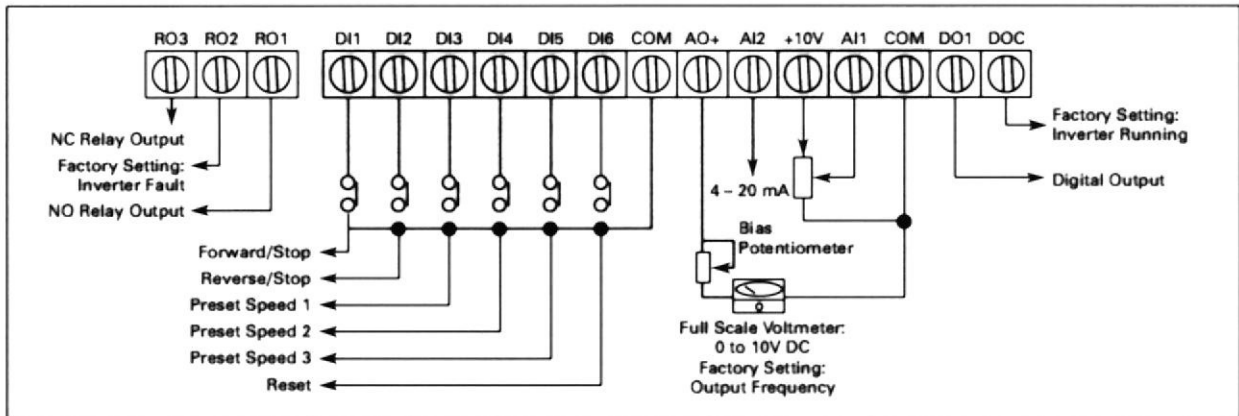 RO3 RO2 RO1 DI1 DI2 DI3 DI4 DI5 DI6 COM AO+ AI2 +10V AI1 COM DO1 DOC
NC Relay Output
Factory Setting:
Inverter Fault
NO Relay Output
Forward/Stop
Reverse/Stop
Preset Speed 1
Preset Speed 2
Preset Speed 3
Reset
4 – 20 mA
Bias
Potentiometer
Full Scale Voltmeter:
0 to 10V DC
Factory Setting:
Output Frequency
Factory Setting:
Inverter Running
Digital Output